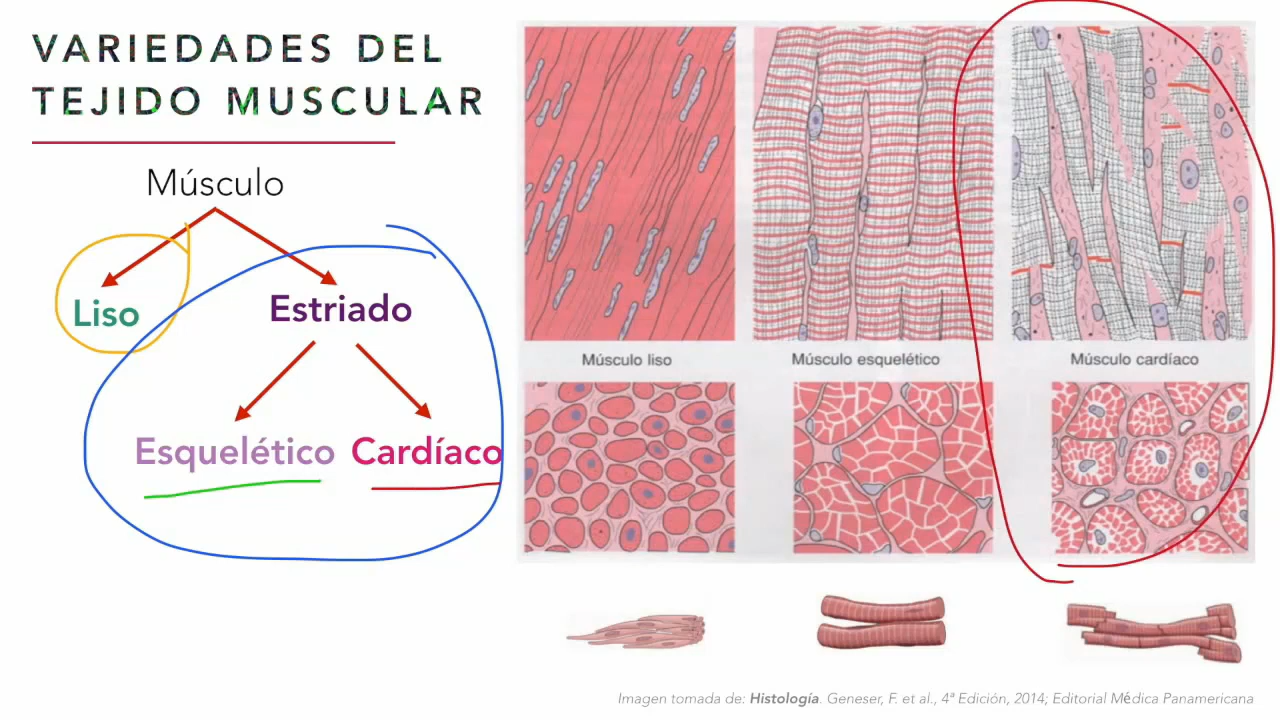 VARIEDADES DEL
TEJIDO MUSCULAR
Músculo
Liso
Estriado
Esquelético
Cardíaco
Músculo liso
Músculo esquelético
Músculo cardíaco
Imagen tomada de: Histología. Geneser, F. et al., 4ª Edición, 2014; Editorial Médica Panamericana